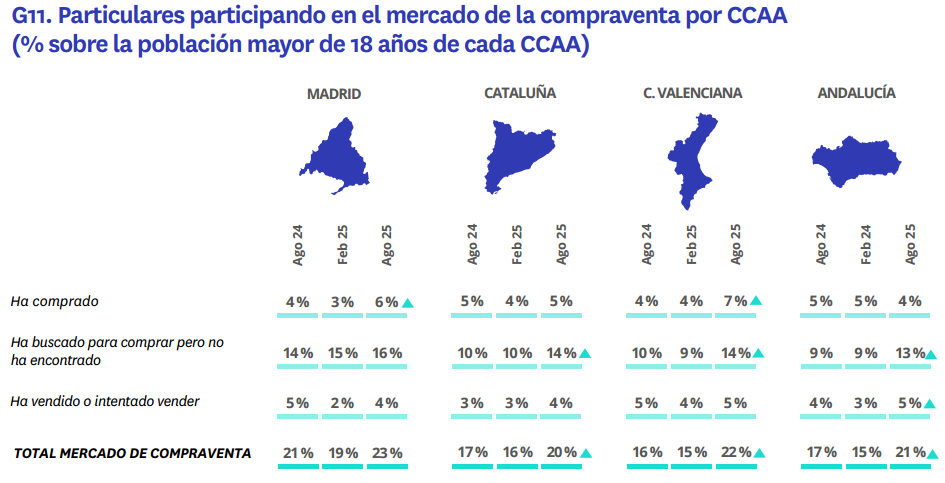 G11. Particulares participando en el mercado de la compraventa por CCAA
(% sobre la población mayor de 18 años de cada CCAA)
MADRID CATALUÑA C. VALENCIANA ANDALUCÍA
Ago 24 Feb 25 Ago 25 Ago 24 Feb 25 Ago 25 Ago 24 Feb 25 Ago 25 Ago 24 Feb 24 Ago 25
Ha comprado 4% 3% 6% 5% 4% 5% 4% 4% 7% 5% 5% 4%
Ha buscado para comprar pero no
ha encontrado 14% 15% 16% 10% 10% 14% 10% 9% 14% 9% 9% 13%
Ha vendido o intentado vender 5% 2% 4% 3% 3% 4% 5% 4% 5% 4% 3% 5%
TOTAL MERCADO DE COMPRAVENTA 21% 19% 23% 17% 16% 20% 16% 15% 22% 17% 15% 21%